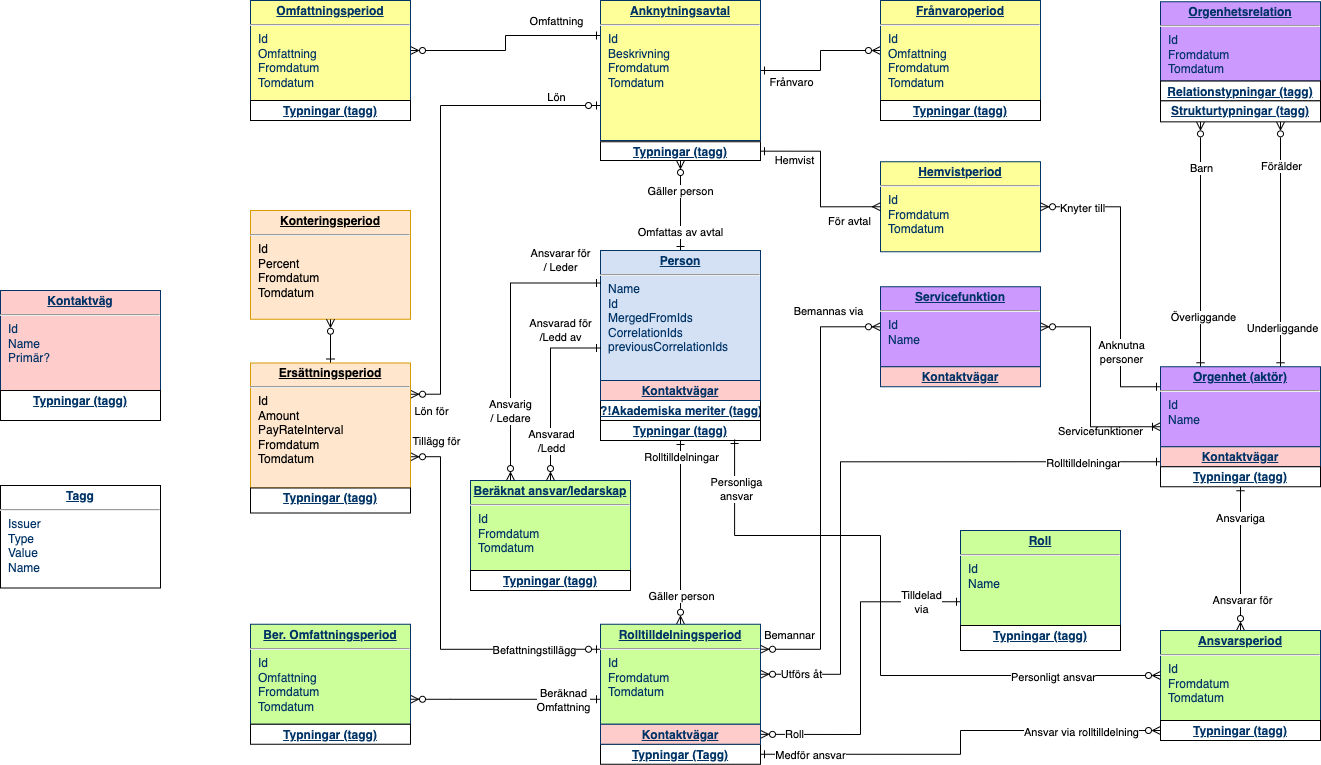 Omfattningsperiod
Id
Omfattning
Fromdatum
Tomdatum
Typningar (tagg)
Omfattning
Anknytningsavtal
Id
Beskrivning
Fromdatum
Tomdatum
Typningar (tagg)
Frånvaro
Frånvaroperiod
Id
Omfattning
Fromdatum
Tomdatum
Typningar (tagg)
Orgenhetsrelation
Id
Fromdatum
Tomdatum
Relationstypningar (tagg)
Strukturtypningar (tagg)
Lön
Hemvist
För avtal
Gäller person
Omfattas av avtal
Barn
Förälder
Hemvistperiod
Id
Fromdatum
Tomdatum
Knyter till
Konteringsperiod
Id
Percent
Fromdatum
Tomdatum
Ansvarar för
/ Leder
Ansvarad för
/Ledd av
Person
Name
Id
MergedFromIds
CorrelationIds
previousCorrelationIds
Kontaktvägar
?!Akademiska meriter (tagg)
Typningar (tagg)
Bemannas via
Servicefunktion
Id
Name
Kontaktvägar
Överliggande
Underliggande
Anknutna
personer
Kontaktväg
Id
Name
Primär?
Typningar (tagg)
Ersättningsperiod
Id
Amount
PayRateInterval
Fromdatum
Tomdatum
Typningar (tagg)
Lön för
Tillägg för
Ansvarig
/ Ledare
Ansvarad
/Ledd
Orgenhet (aktör)
Id
Name
Kontaktvägar
Typningar (tagg)
Servicefunktioner
Rolltilldelningar
Rolltilldelningar
Personliga
ansvar
Tagg
Issuer
Type
Value
Name
Beräknat ansvar/ledarskap
Id
Fromdatum
Tomdatum
Typningar (tagg)
Ansvariga
Ansvarar för
Roll
Id
Name
Typningar (tagg)
Tilldelad
via
Gäller person
Ber. Omfattningsperiod
Id
Omfattning
Fromdatum
Tomdatum
Typningar (tagg)
Befattningstillägg
Beräknad
Omfattning
Rolltilldelningsperiod
Id
Fromdatum
Tomdatum
Kontaktvägar
Typningar (Tagg)
Bemannar
Utförs åt
Roll
Medför ansvar
Personligt ansvar
Ansvar via rolltilldelning
Ansvarsperiod
Id
Fromdatum
Tomdatum
Typningar (tagg)